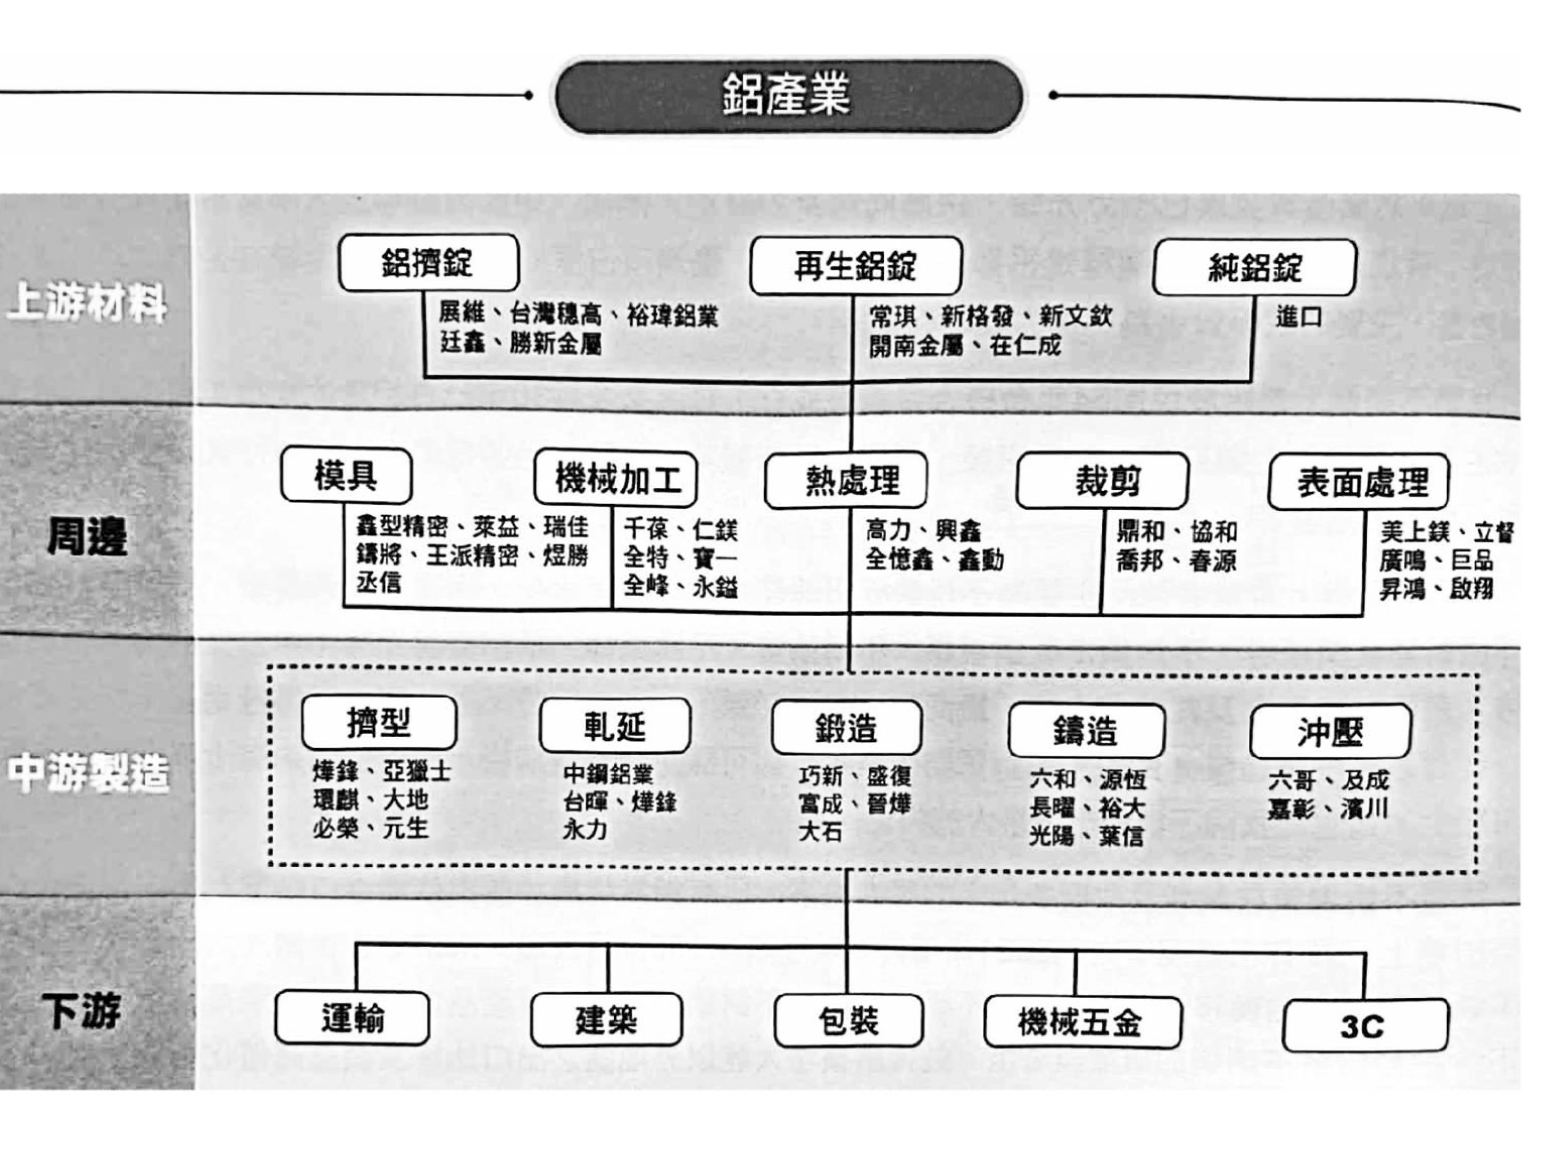 鋁產業
上游材料
鋁擠錠
展維、台灣穗高、裕瑋鋁業
廷鑫、勝新金屬
再生鋁錠
常琪、新格發、新文欽
開南金屬、在仁成
純鋁錠
進口
周邊
模具
鑫型精密、萊益、瑞佳
鑄將、王派精密、煜勝
丞信
機械加工
千葆、仁鎂
全特、寶一
全峰、永鎰
熱處理
高力、興鑫
全憶鑫、鑫動
裁剪
鼎和、協和
喬邦、春源
表面處理
美上鎂、立督
廣鳴、巨品
昇鴻、啟翔
中游製造
擠型
燁鋒、亞獵士
環麒、大地
必榮、元生
軋延
中鋼鋁業
台暉、燁鋒
永力
鍛造
巧新、盛復
富成、晉燁
大石
鑄造
六和、源恆
長曜、裕大
光陽、葉信
沖壓
六哥、及成
嘉彰、濱川
下游
運輸
建築
包裝
機械五金
3C